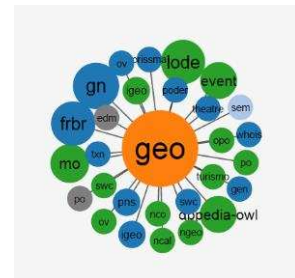 ov
prissma
lode
gn
igeo
poder
event
frbr
edm
theatre
sem
geo
opo
whois
mo
txn
po
swc
turismo
gen
po
pns
swc
ov
nco
dbpedia-owl
igeo
ncal
ngeo